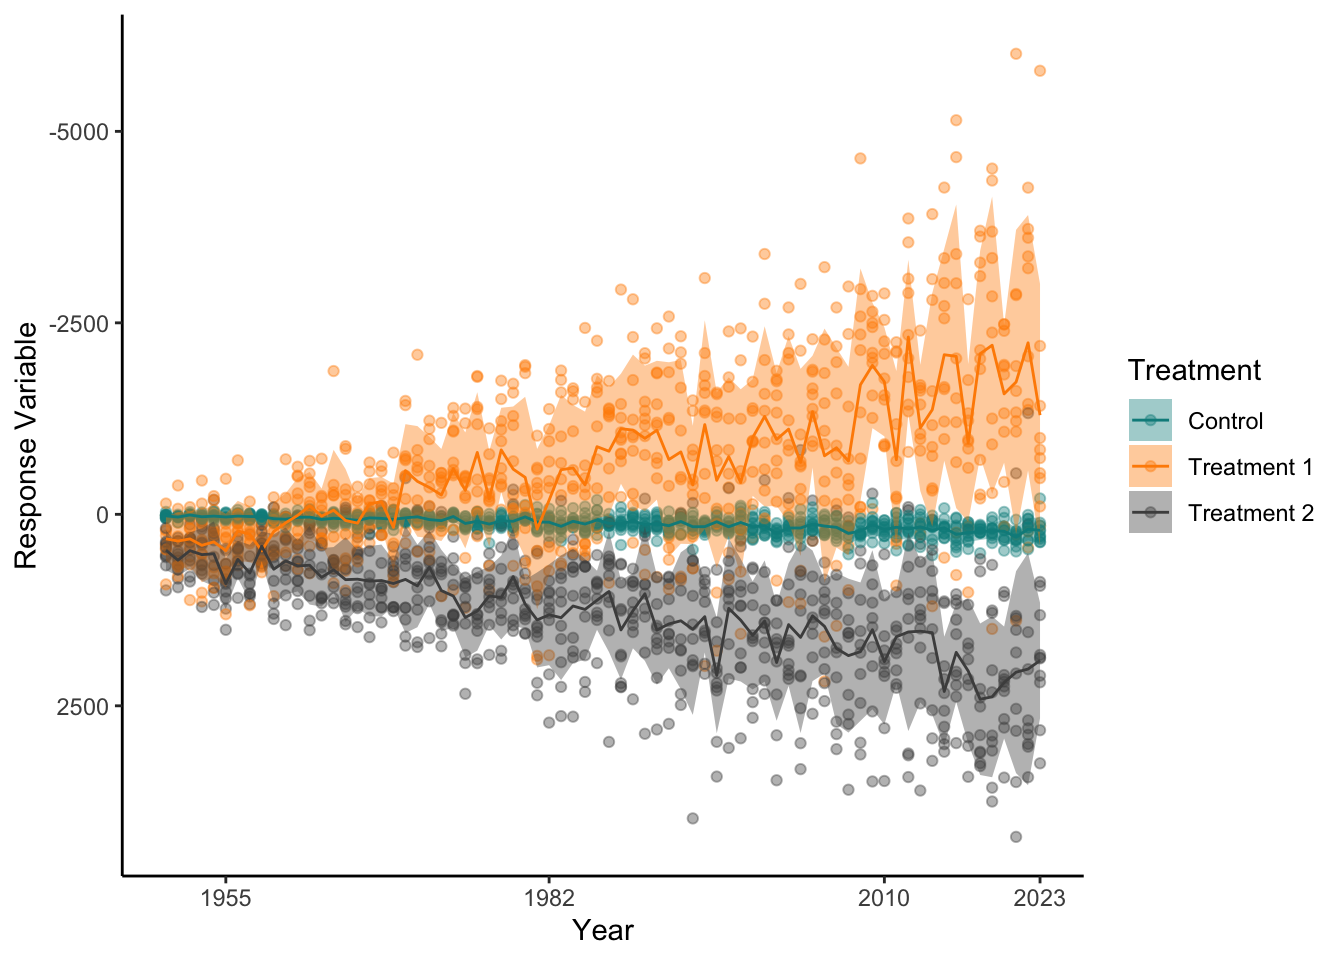 Response Variable
-5000
-2500
0
2500
1955
1982
2010
2023
Year
Treatment
Control
Treatment 1
Treatment 2